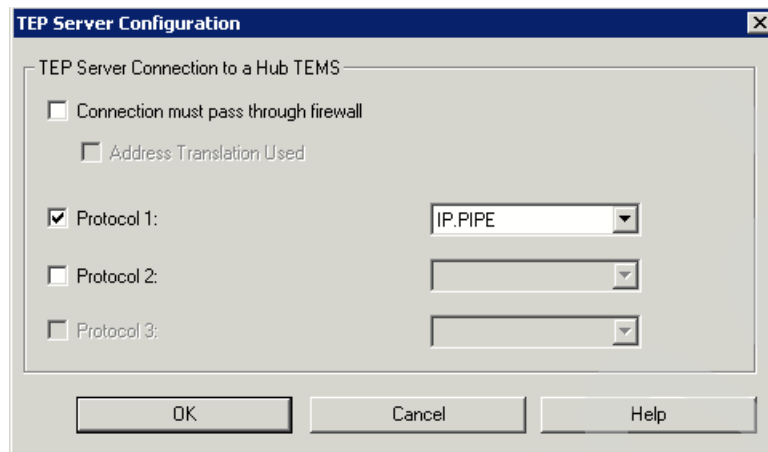 TEP Server Configuration
TEP Server Connection to a Hub TEMS
Connection must pass through firewall
Address Translation Used
Protocol 1: IP.PIPE
Protocol 2:
Protocol 3:
OK Cancel Help